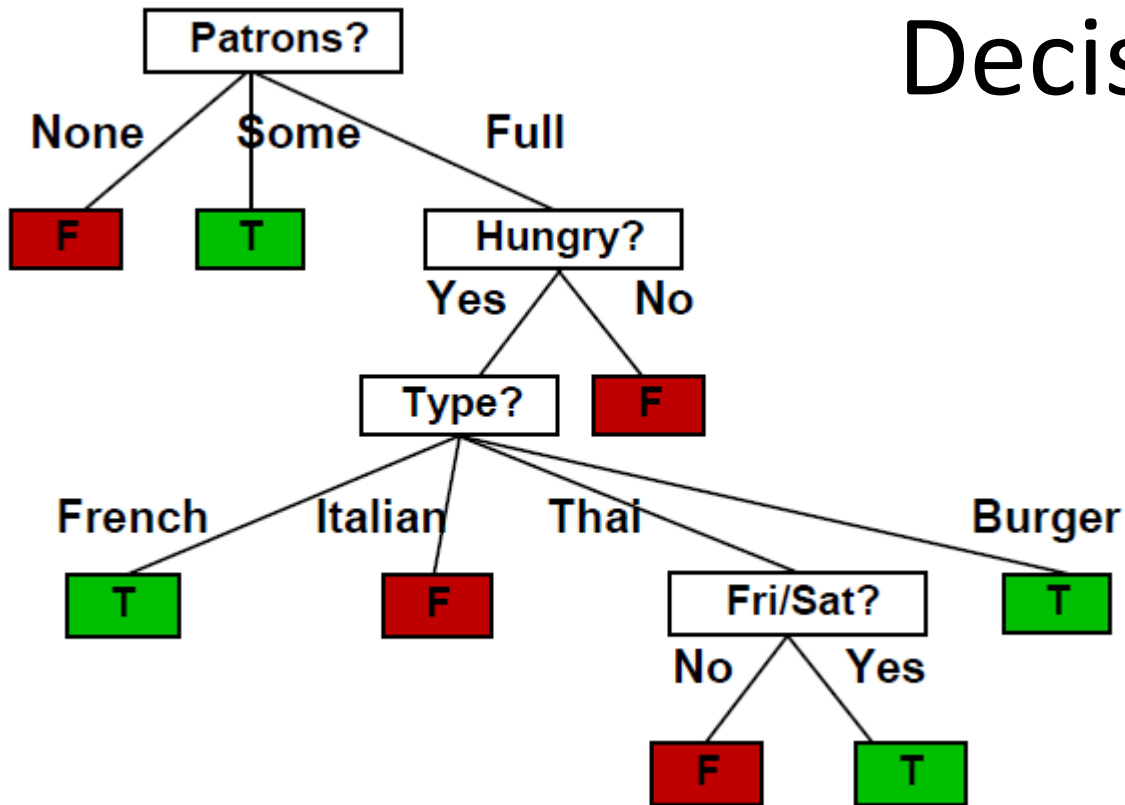 Decis
Patrons?
None Some Full
F T Hungry?
Yes No
Type? F
French Italian Thai Burger
T F Fri/Sat? T
No Yes
F T